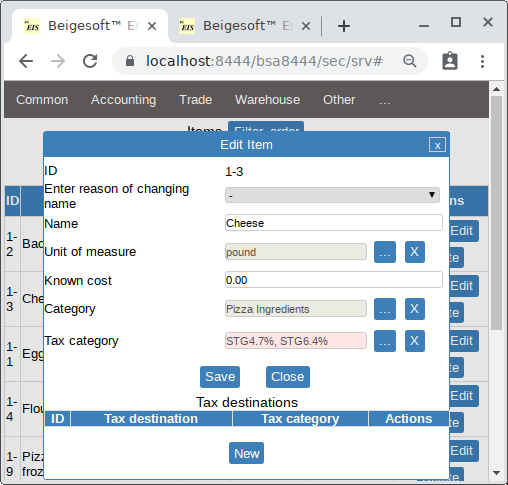 EIS Beigesoft™ En
EIS Beigesoft™ En
localhost:8444/bsa8444/sec/srv#
Common Accounting Trade Warehouse Other ...
Items Filter, order
Edit Item x
ID 1-3
Enter reason of changing name -
Name Cheese
Unit of measure pound ... X
Known cost 0.00
Category Pizza Ingredients ... X
Tax category STG4.7%, STG6.4% ... X
Save Close
Tax destinations
ID Tax destination Tax category Actions
New
ID ns
1-2 Bac Edit
te
1-3 Che Edit
te
1-1 Egg Edit
te
1-4 Flou Edit
te
1-9 Pizz froz Edit